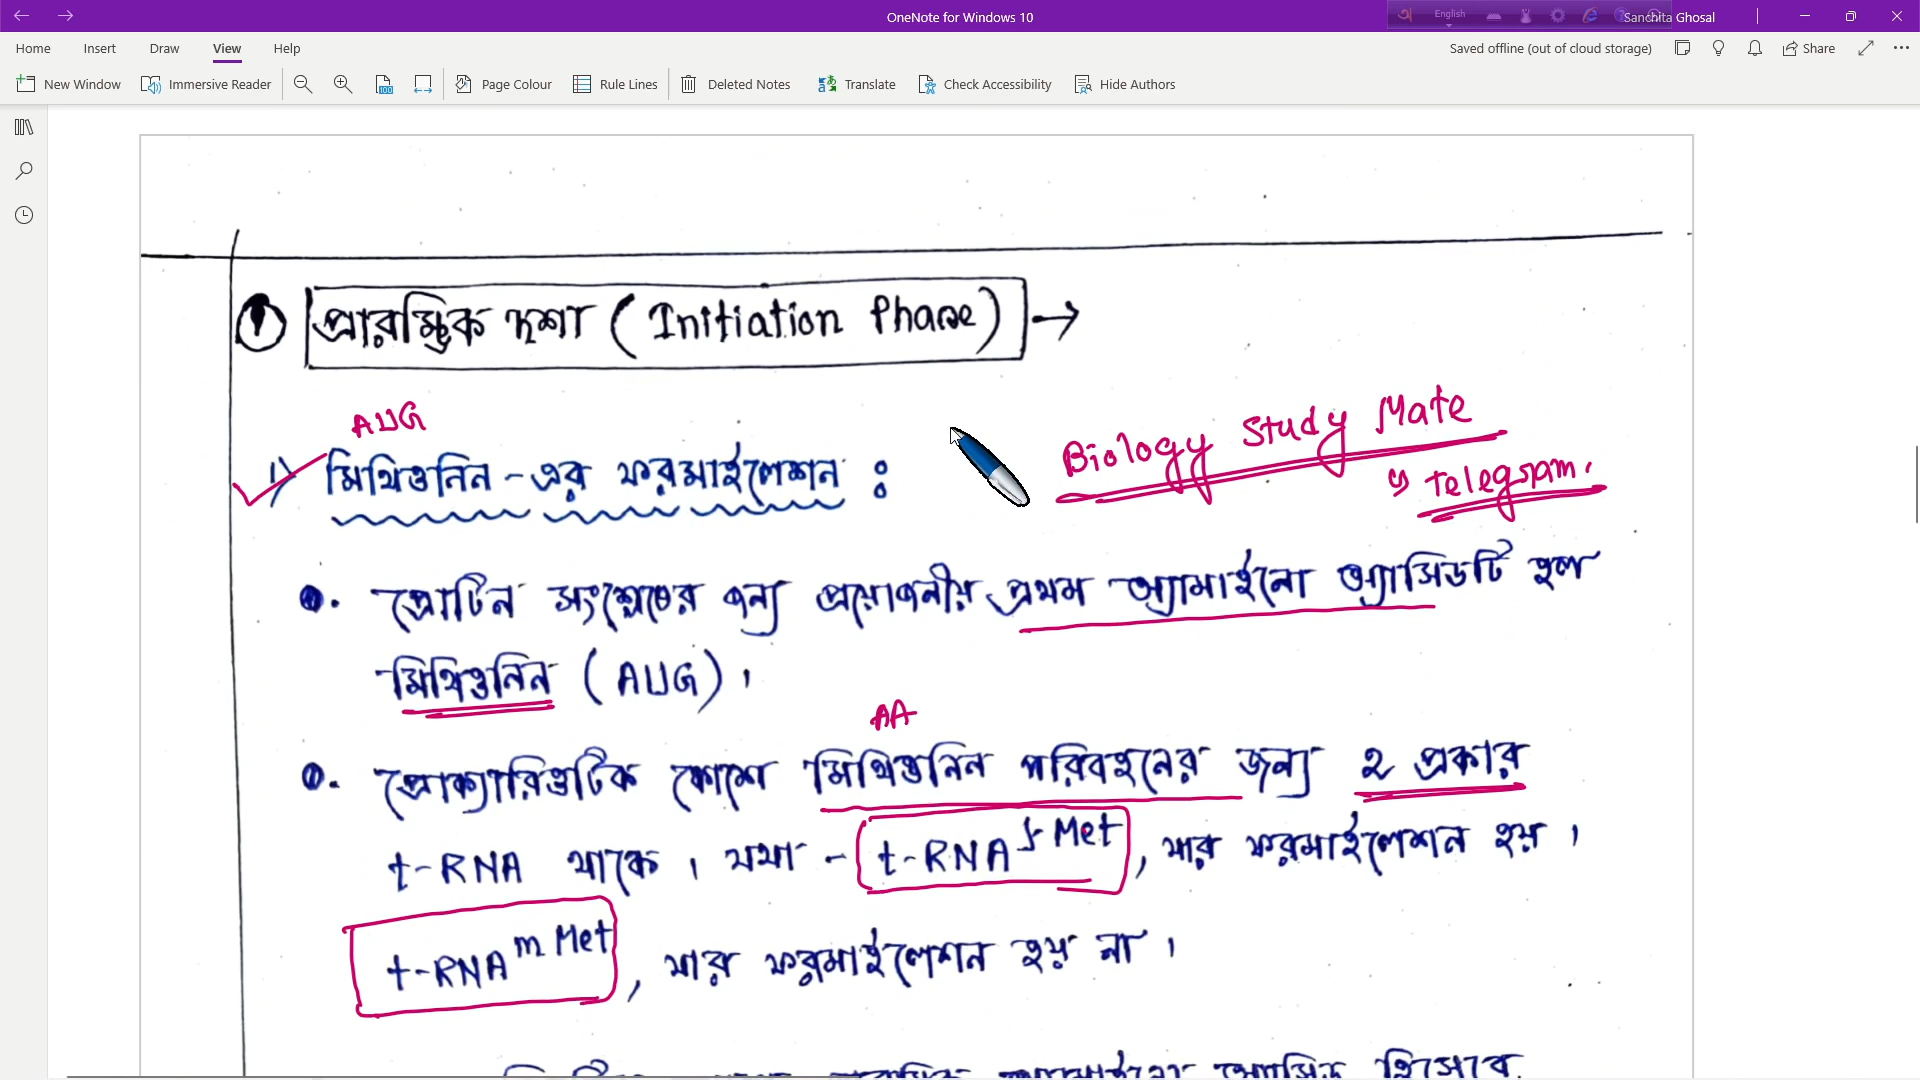 OneNote for Windows 10
English
Sanchita Ghosal
Home Insert Draw View Help
Saved offline (out of cloud storage)
Share
New Window Immersive Reader Page Colour Rule Lines Deleted Notes Translate Check Accessibility Hide Authors
প্রারম্ভিক দশা (Initiation Phase) →
AUG
Biology Study Mate
Telegram.
1) মিথিওনিন-এর ফরমাইলেশন :
প্রোটিন সংশ্লেষের জন্য প্রয়োজনীয় প্রথম অ্যামাইনো অ্যাসিডটি হল
মিথিওনিন (AUG)।
AA
প্রোক্যারিওটিক কোশে মিথিওনিন পরিবহনের জন্য ২ প্রকার
t-RNA থাকে। যথা - t-RNA f Met, যার ফরমাইলেশন হয়।
t-RNA m Met, যার ফরমাইলেশন হয় না।